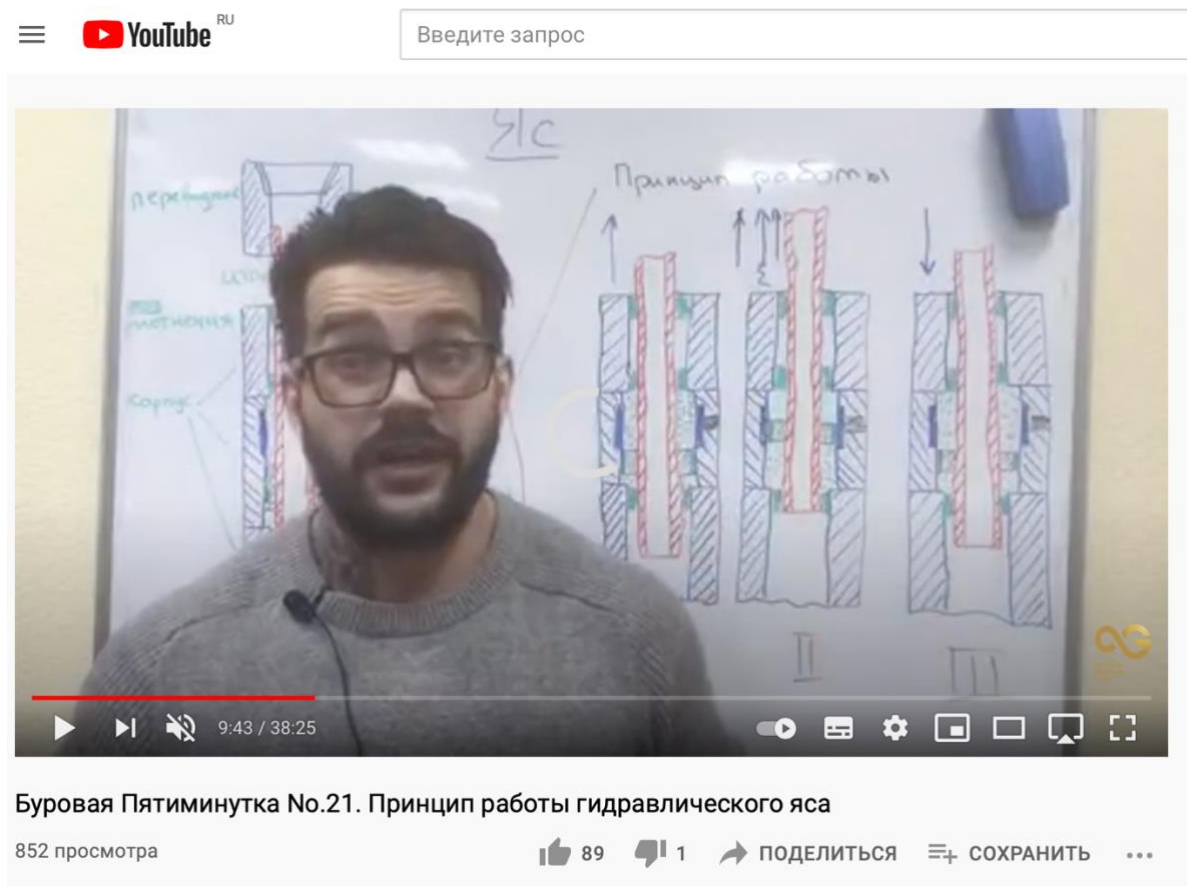 YouTube RU
Введите запрос
ЯС
Принцип работы
переводник
корпус
II
III
9:43 / 38:25
Буровая Пятиминутка No.21. Принцип работы гидравлического яса
852 просмотра
89
1
ПОДЕЛИТЬСЯ
СОХРАНИТЬ